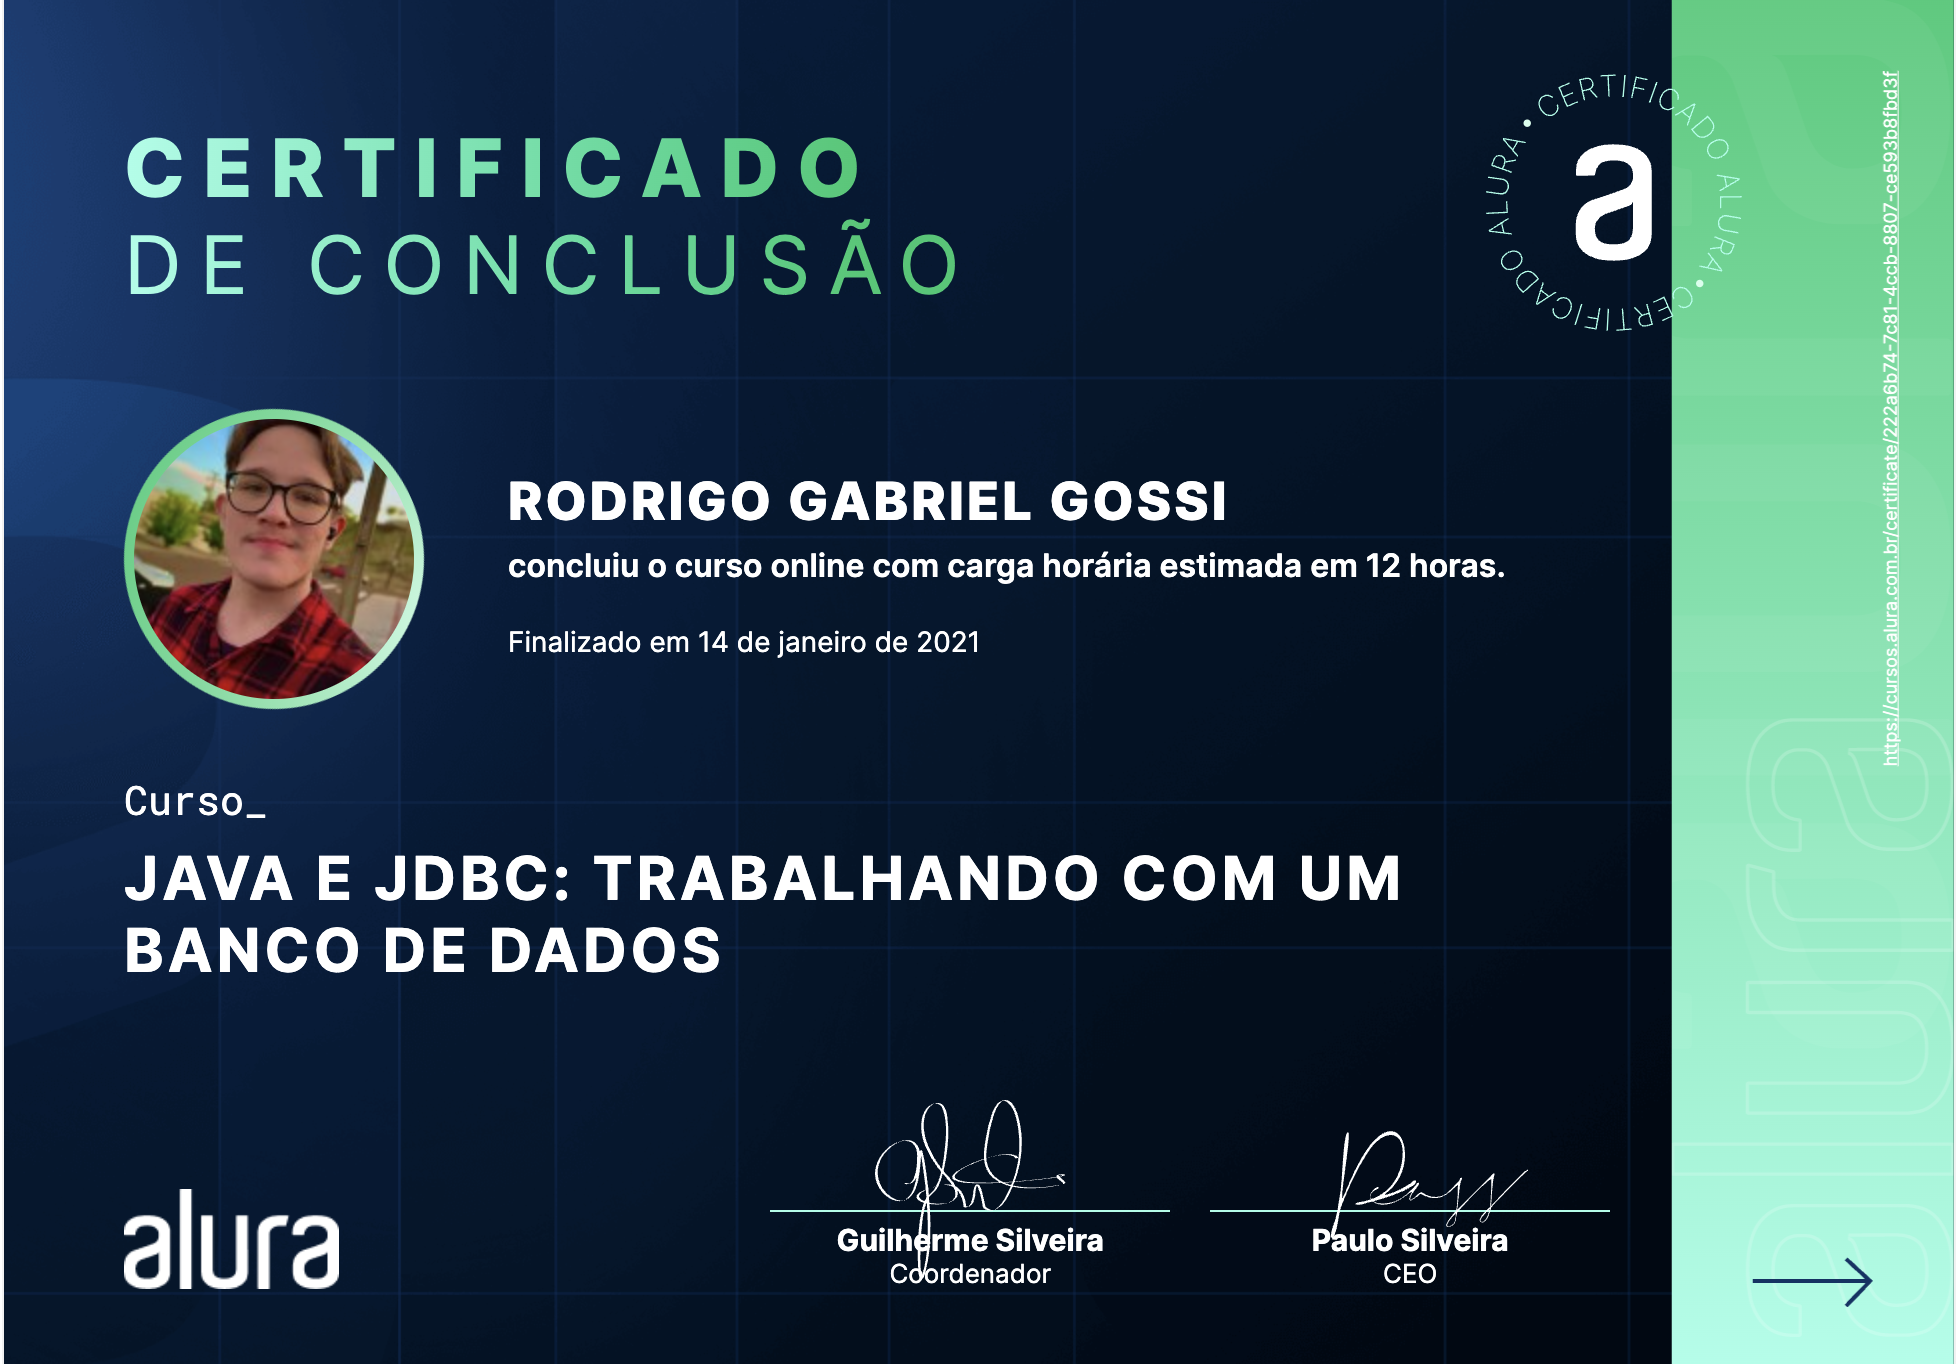 CERTIFICADO
DE CONCLUSÃO
CERTIFICADO ALURA • CERTIFICADO ALURA •
a
RODRIGO GABRIEL GOSSI
concluiu o curso online com carga horária estimada em 12 horas.
Finalizado em 14 de janeiro de 2021
Curso_
JAVA E JDBC: TRABALHANDO COM UM
BANCO DE DADOS
alura
Guilherme Silveira
Coordenador
Paulo Silveira
CEO
https://cursos.alura.com.br/certificate/222a6b74-7c81-4ccb-8807-ce593b8fbd3f
alura